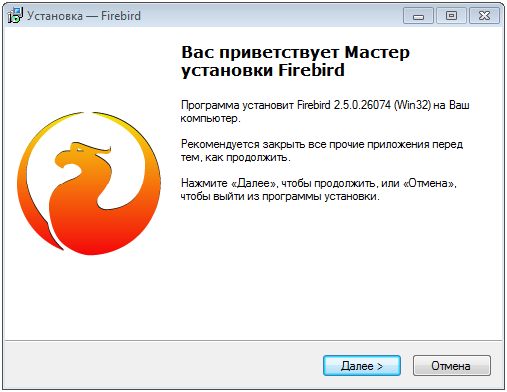 Установка — Firebird
Вас приветствует Мастер
установки Firebird
Программа установит Firebird 2.5.0.26074 (Win32) на Ваш
компьютер.
Рекомендуется закрыть все прочие приложения перед
тем, как продолжить.
Нажмите «Далее», чтобы продолжить, или «Отмена»,
чтобы выйти из программы установки.
Далее >
Отмена